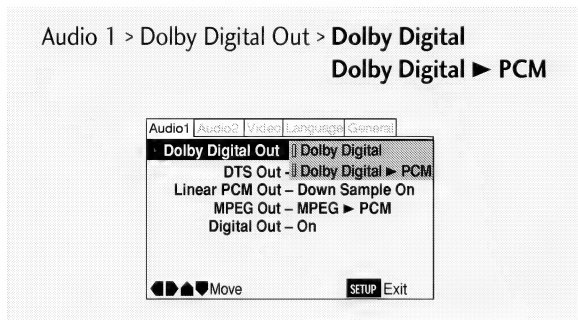 Audio 1 > Dolby Digital Out > Dolby Digital
Dolby Digital ► PCM
Audio1 Audio2 Video Language General
Dolby Digital Out ▯ Dolby Digital
DTS Out - ▯ Dolby Digital ► PCM
Linear PCM Out – Down Sample On
MPEG Out – MPEG ► PCM
Digital Out – On
Move SETUP Exit